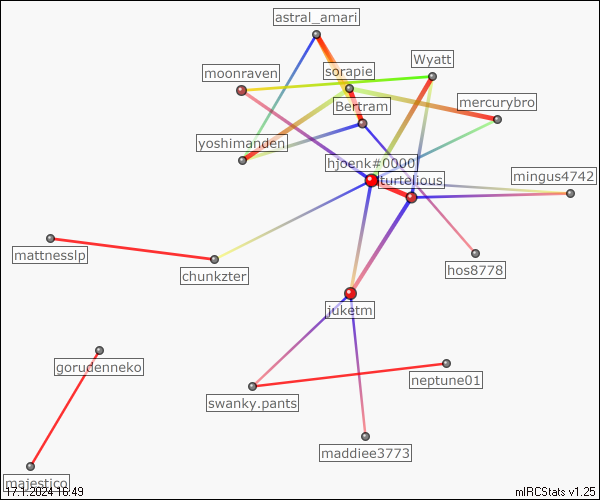 astral_amari
Wyatt
sorapie
moonraven
mercurybro
Bertram
yoshimanden
hjoenk#0000
turtelious
mingus4742
mattnesslp
chunkzter
hos8778
juketm
gorudenneko
neptune01
swanky.pants
maddiee3773
majestico
17.1.2024 16:49
mIRCStats v1.25